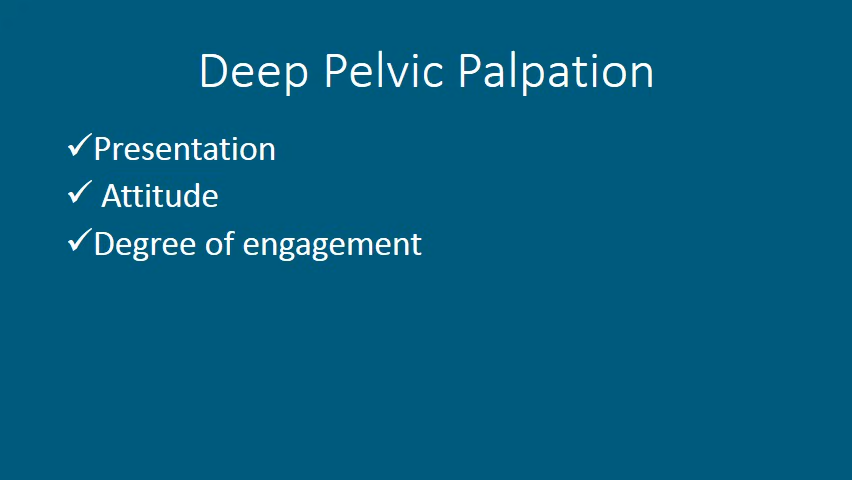 Deep Pelvic Palpation
✓Presentation
✓ Attitude
✓Degree of engagement